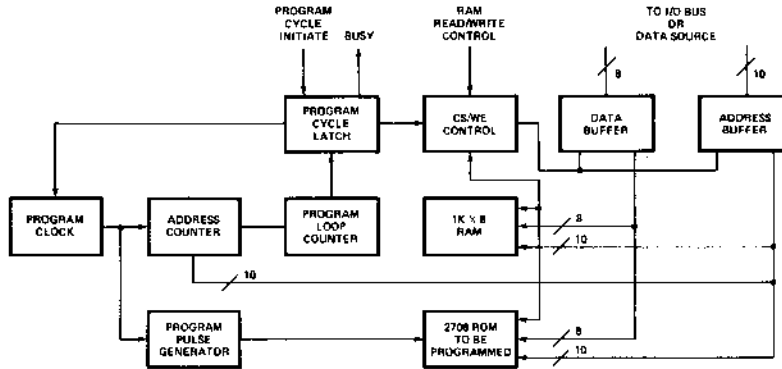 PROGRAM
CYCLE
INITIATE
BUSY
RAM
READ/WRITE
CONTROL
TO I/O BUS
OR
DATA SOURCE
8
10
PROGRAM
CYCLE
LATCH
CS/WE
CONTROL
DATA
BUFFER
ADDRESS
BUFFER
PROGRAM
CLOCK
ADDRESS
COUNTER
PROGRAM
LOOP
COUNTER
1K X 8
RAM
8
10
10
PROGRAM
PULSE
GENERATOR
2708 ROM
TO BE
PROGRAMMED
8
10